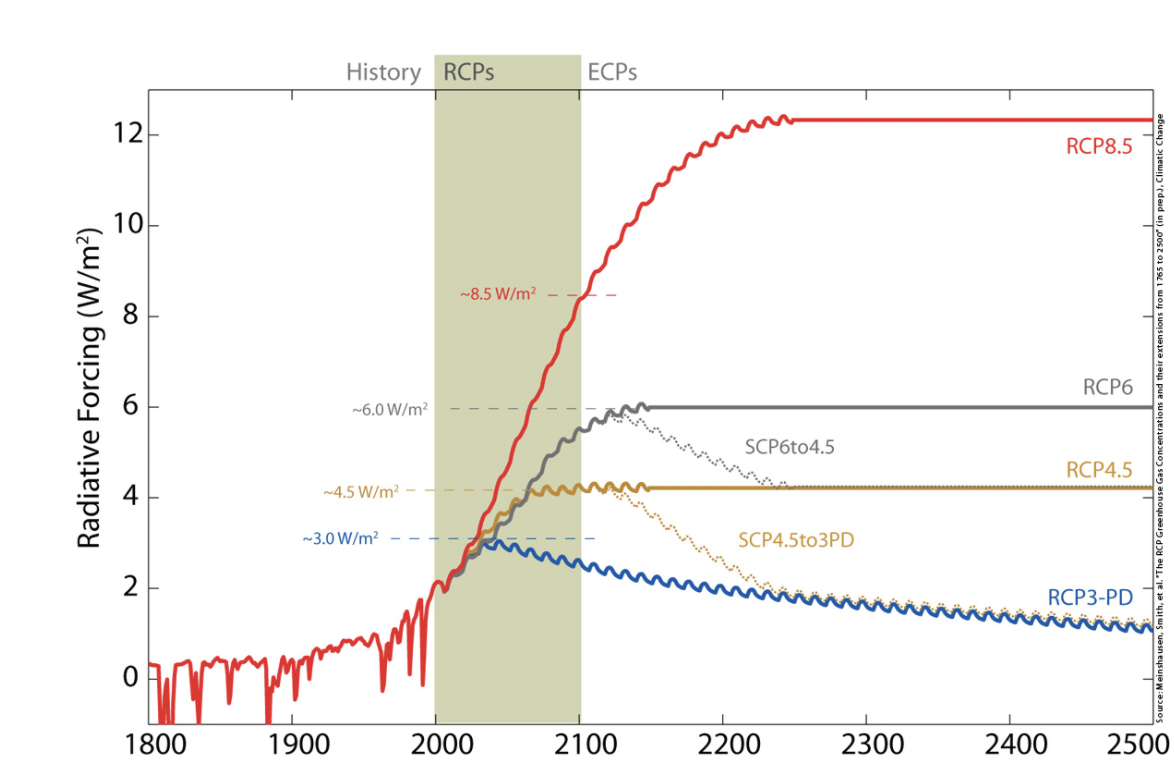 History RCPs ECPs
12
10
8
6
4
2
0
Radiative Forcing (W/m²)
RCP8.5
~8.5 W/m²
RCP6
~6.0 W/m²
SCP6to4.5
RCP4.5
~4.5 W/m²
SCP4.5to3PD
~3.0 W/m²
RCP3-PD
1800 1900 2000 2100 2200 2300 2400 2500
Source: Meinshausen, Smith, et al. "The RCP Greenhouse Gas Concentrations and their extensions from 1765 to 2500" (in prep.), Climatic Change